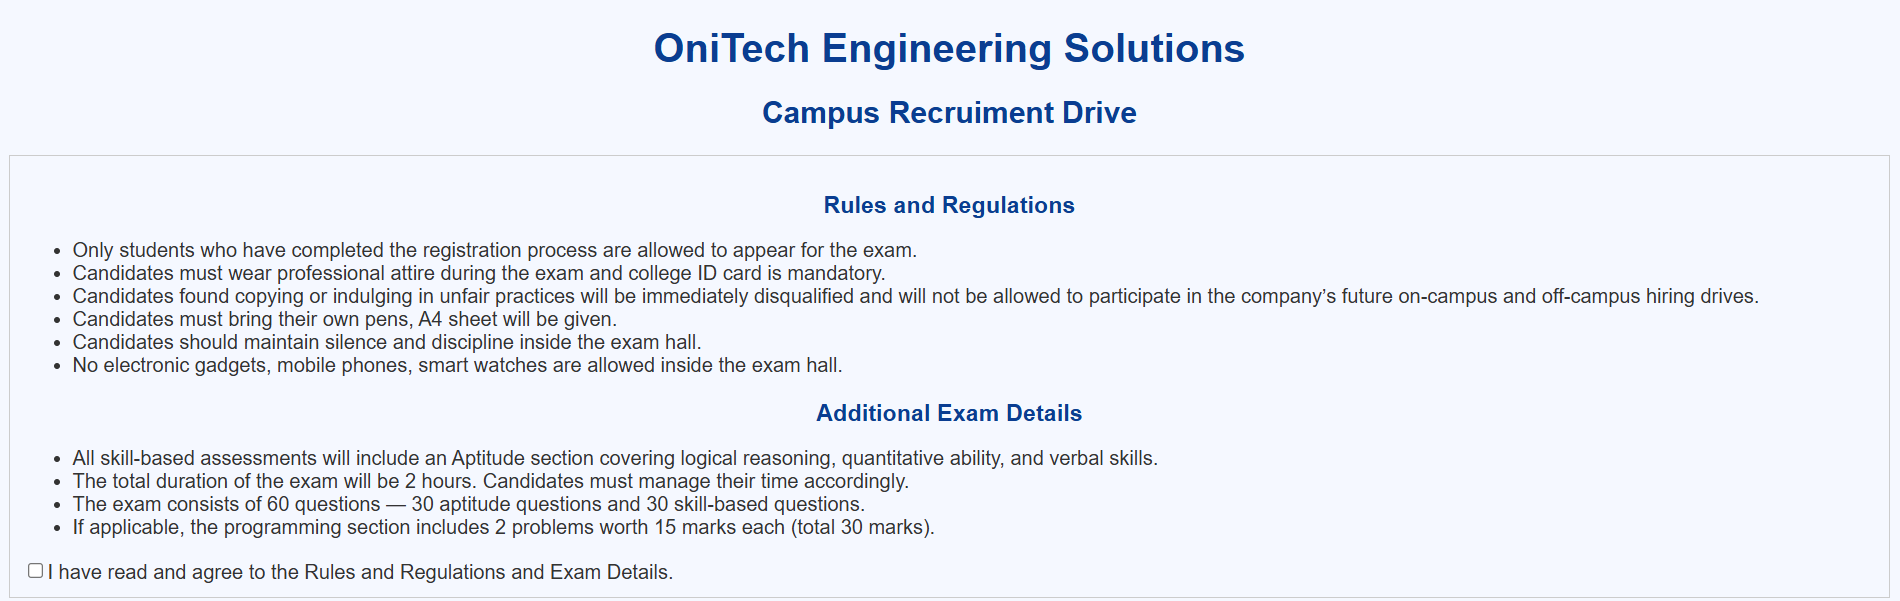 OniTech Engineering Solutions
Campus Recruiment Drive
Rules and Regulations
• Only students who have completed the registration process are allowed to appear for the exam.
• Candidates must wear professional attire during the exam and college ID card is mandatory.
• Candidates found copying or indulging in unfair practices will be immediately disqualified and will not be allowed to participate in the company’s future on-campus and off-campus hiring drives.
• Candidates must bring their own pens, A4 sheet will be given.
• Candidates should maintain silence and discipline inside the exam hall.
• No electronic gadgets, mobile phones, smart watches are allowed inside the exam hall.
Additional Exam Details
• All skill-based assessments will include an Aptitude section covering logical reasoning, quantitative ability, and verbal skills.
• The total duration of the exam will be 2 hours. Candidates must manage their time accordingly.
• The exam consists of 60 questions — 30 aptitude questions and 30 skill-based questions.
• If applicable, the programming section includes 2 problems worth 15 marks each (total 30 marks).
I have read and agree to the Rules and Regulations and Exam Details.